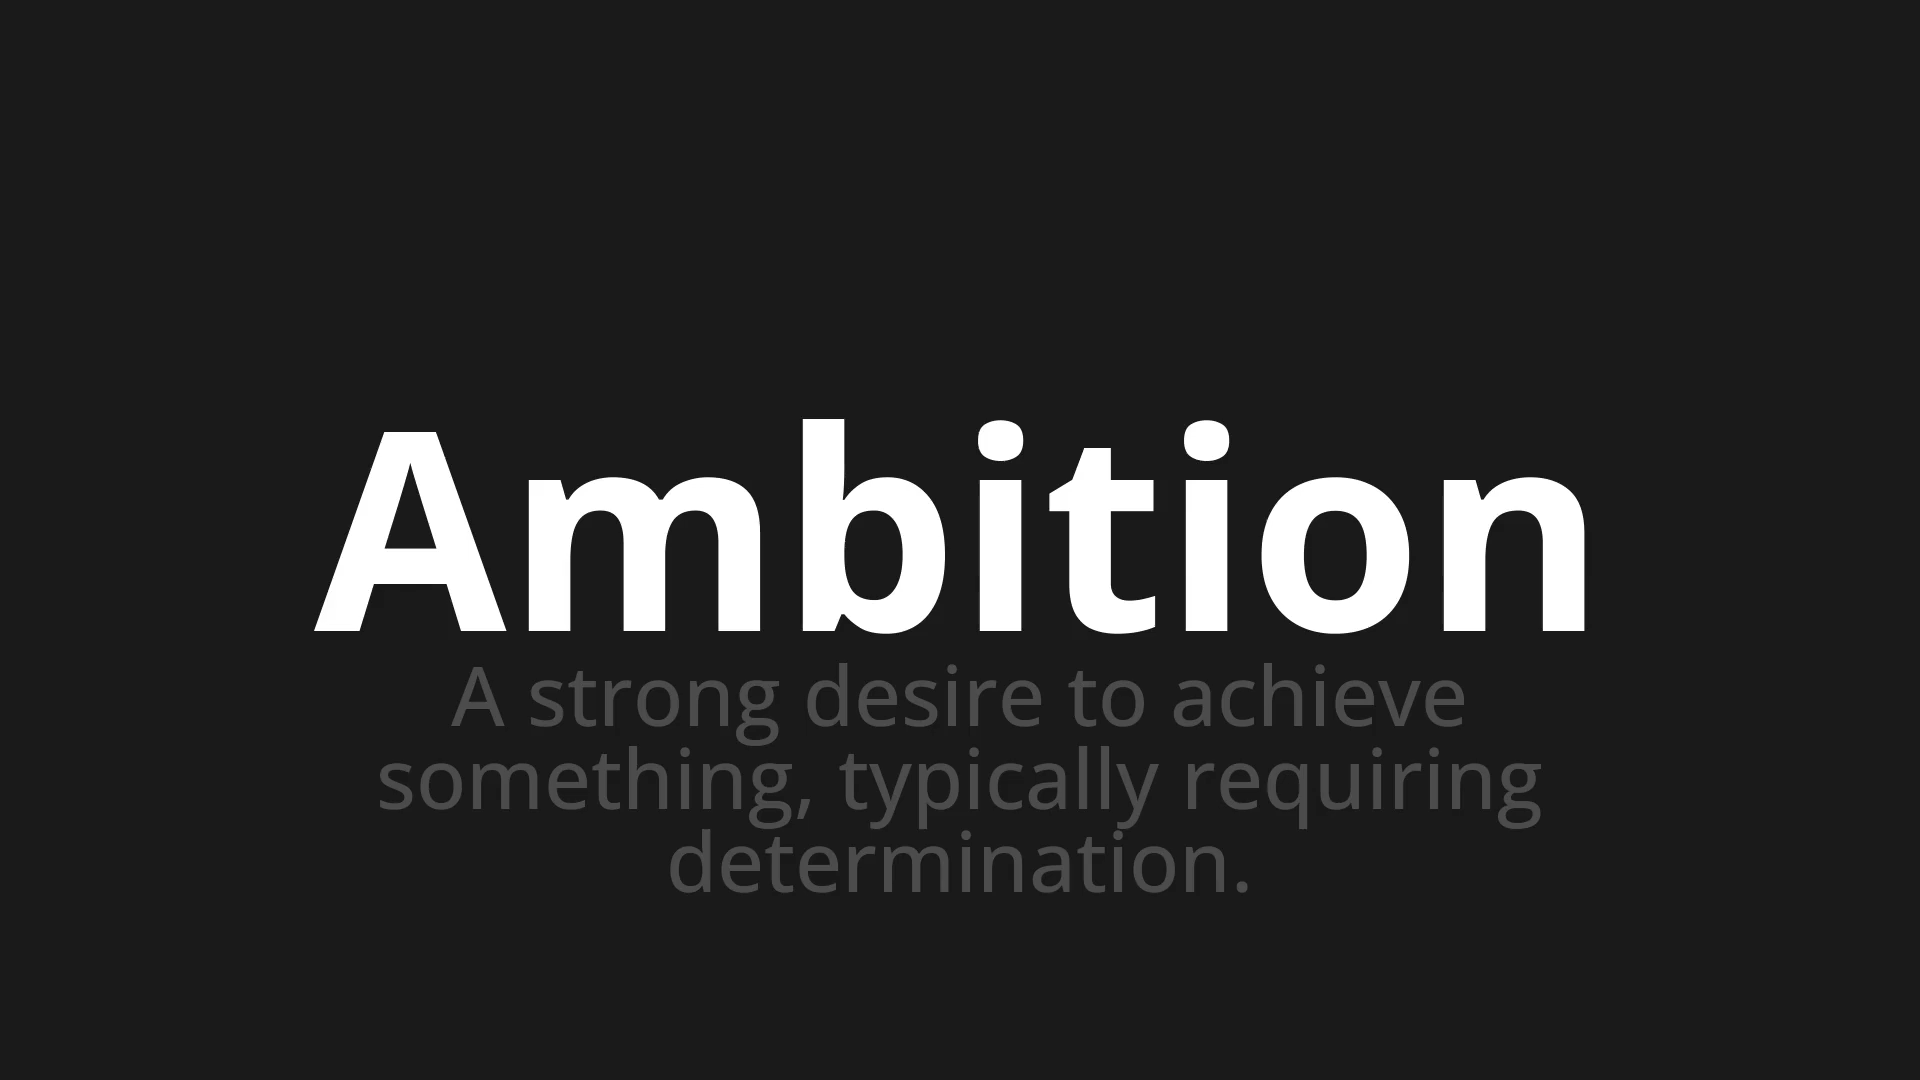 Ambition
A strong desire to achieve
something, typically requiring
determination.